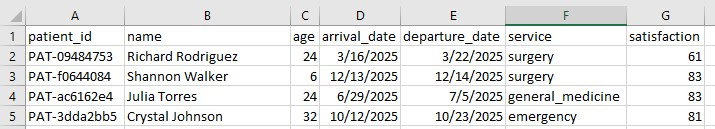 A B C D E F G
1 patient_id name age arrival_date departure_date service satisfaction
2 PAT-09484753 Richard Rodriguez 24 3/16/2025 3/22/2025 surgery 61
3 PAT-f0644084 Shannon Walker 6 12/13/2025 12/14/2025 surgery 83
4 PAT-ac6162e4 Julia Torres 24 6/29/2025 7/5/2025 general_medicine 83
5 PAT-3dda2bb5 Crystal Johnson 32 10/12/2025 10/23/2025 emergency 81